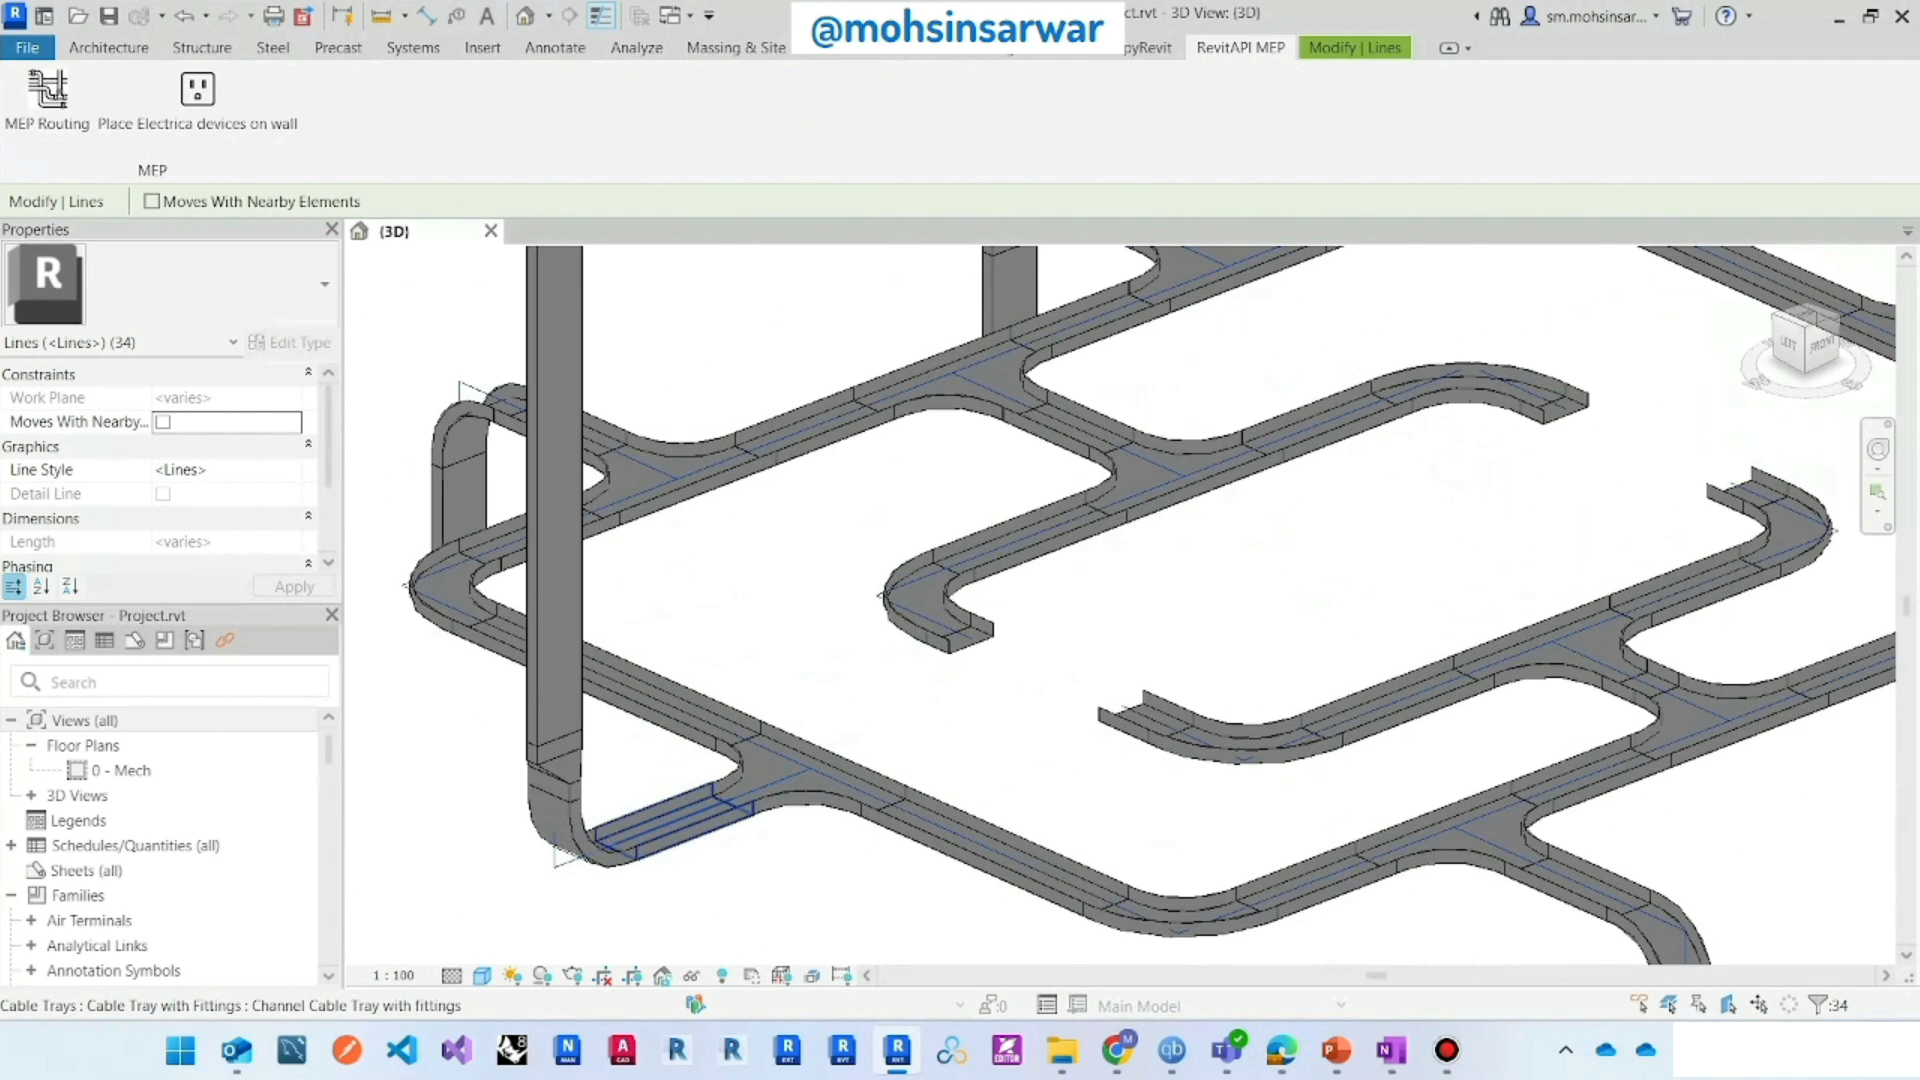 @mohsinsarwar
ct.rvt - 3D View: {3D}
sm.mohsinsar...
File
Architecture
Structure
Steel
Precast
Systems
Insert
Annotate
Analyze
Massing & Site
pyRevit
RevitAPI MEP
Modify | Lines
MEP Routing
Place Electrica devices on wall
MEP
Modify | Lines
Moves With Nearby Elements
Properties
{3D}
R
Lines (<Lines>) (34)
Edit Type
Constraints
Work Plane
<varies>
Moves With Nearby...
Graphics
Line Style
<Lines>
Detail Line
Dimensions
Length
<varies>
Phasing
Apply
Project Browser - Project.rvt
Search
Views (all)
Floor Plans
0 - Mech
3D Views
Legends
Schedules/Quantities (all)
Sheets (all)
Families
Air Terminals
Analytical Links
Annotation Symbols
LEFT
FRONT
1 : 100
Cable Trays : Cable Tray with Fittings : Channel Cable Tray with fittings
:0
Main Model
:34